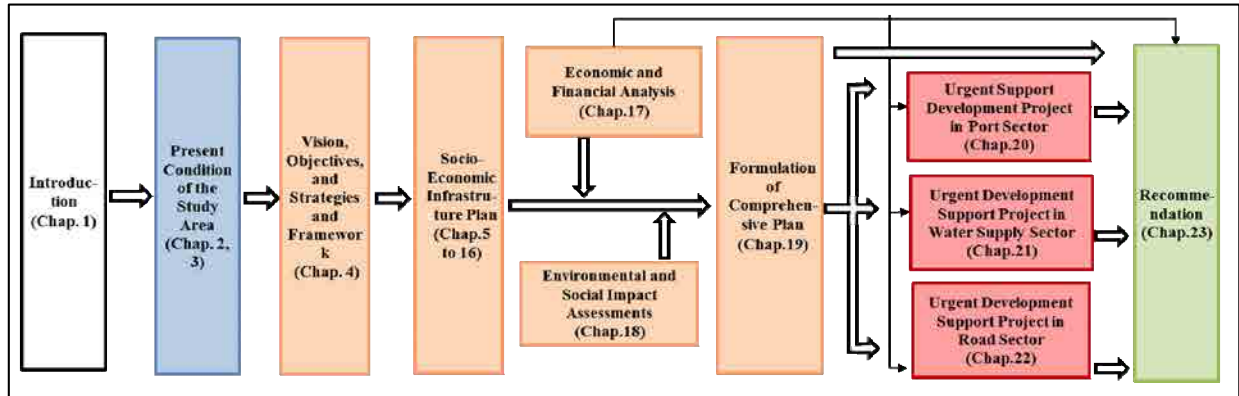 Introduc-
tion
(Chap. 1)
Present
Condition
of the
Study
Area
(Chap. 2,
3)
Vision,
Objectives,
and
Strategies
and
Framewor
k
(Chap. 4)
Socio-
Economic
Infrastruc-
ture Plan
(Chap.5
to 16)
Economic and
Financial Analysis
(Chap.17)
Environmental and
Social Impact
Assessments
(Chap.18)
Formulation
of
Comprehen-
sive Plan
(Chap.19)
Urgent Support
Development Project
in Port Sector
(Chap.20)
Urgent Development
Support Project in
Water Supply Sector
(Chap.21)
Urgent Development
Support Project in
Road Sector
(Chap.22)
Recomme-
ndation
(Chap.23)